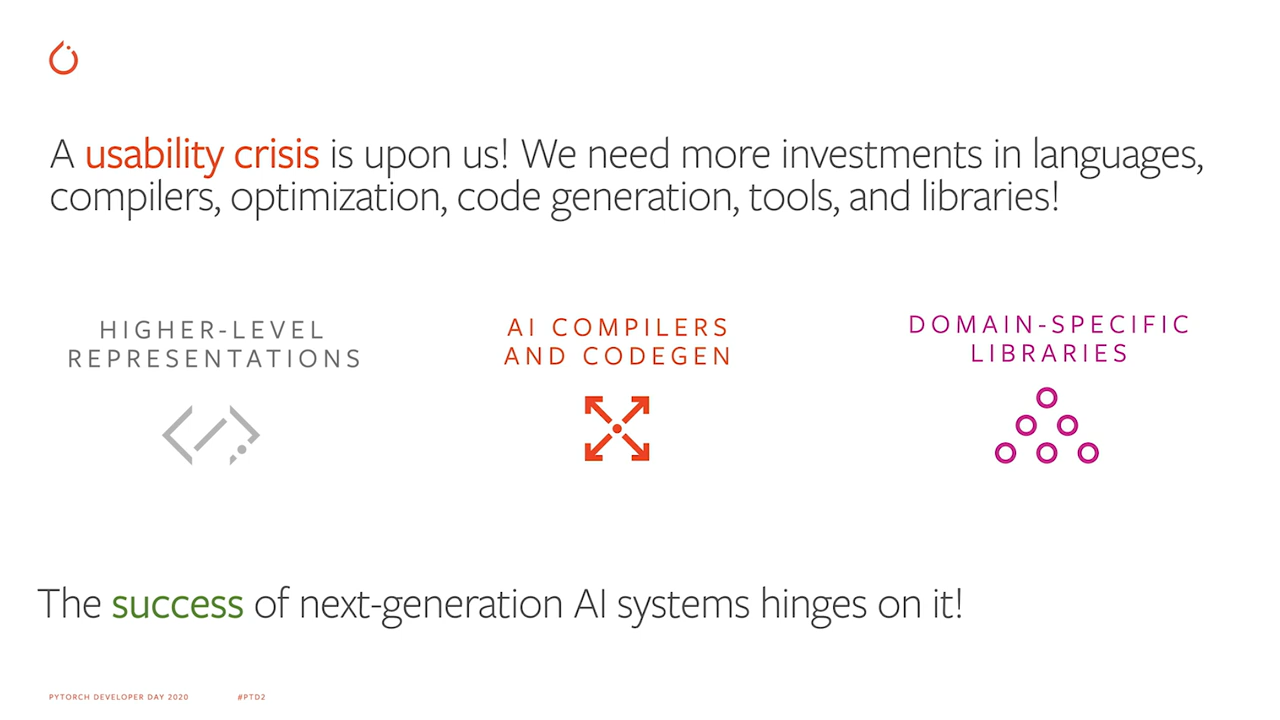 A usability crisis is upon us! We need more investments in languages,
compilers, optimization, code generation, tools, and libraries!
HIGHER-LEVEL
REPRESENTATIONS
AI COMPILERS
AND CODEGEN
DOMAIN-SPECIFIC
LIBRARIES
The success of next-generation AI systems hinges on it!
PYTORCH DEVELOPER DAY 2020
#PTD2